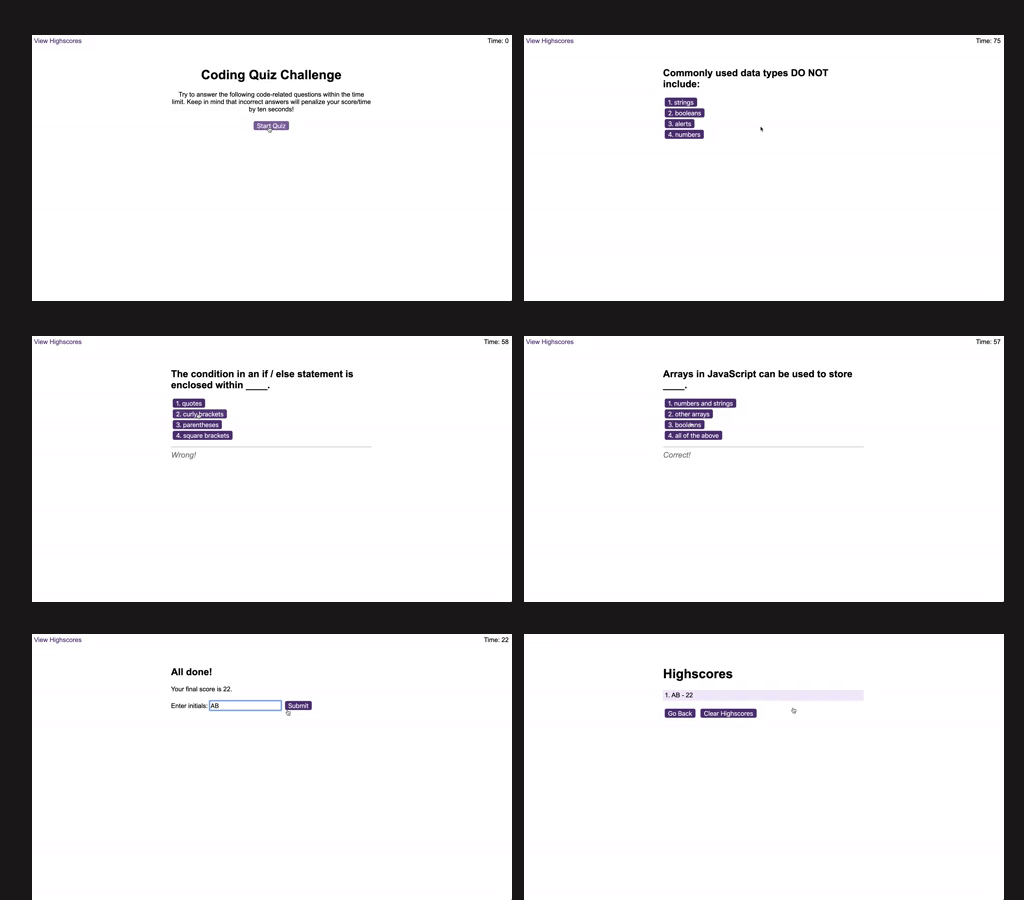 View Highscores
Time: 0
Coding Quiz Challenge
Try to answer the following code-related questions within the time
limit. Keep in mind that incorrect answers will penalize your score/time
by ten seconds!
Start Quiz
View Highscores
Time: 75
Commonly used data types DO NOT
include:
1. strings
2. booleans
3. alerts
4. numbers
View Highscores
Time: 58
The condition in an if / else statement is
enclosed within ____.
1. quotes
2. curly brackets
3. parentheses
4. square brackets
Wrong!
View Highscores
Time: 57
Arrays in JavaScript can be used to store
____.
1. numbers and strings
2. other arrays
3. booleans
4. all of the above
Correct!
View Highscores
Time: 22
All done!
Your final score is 22.
Enter initials: AB Submit
Highscores
1. AB - 22
Go Back Clear Highscores